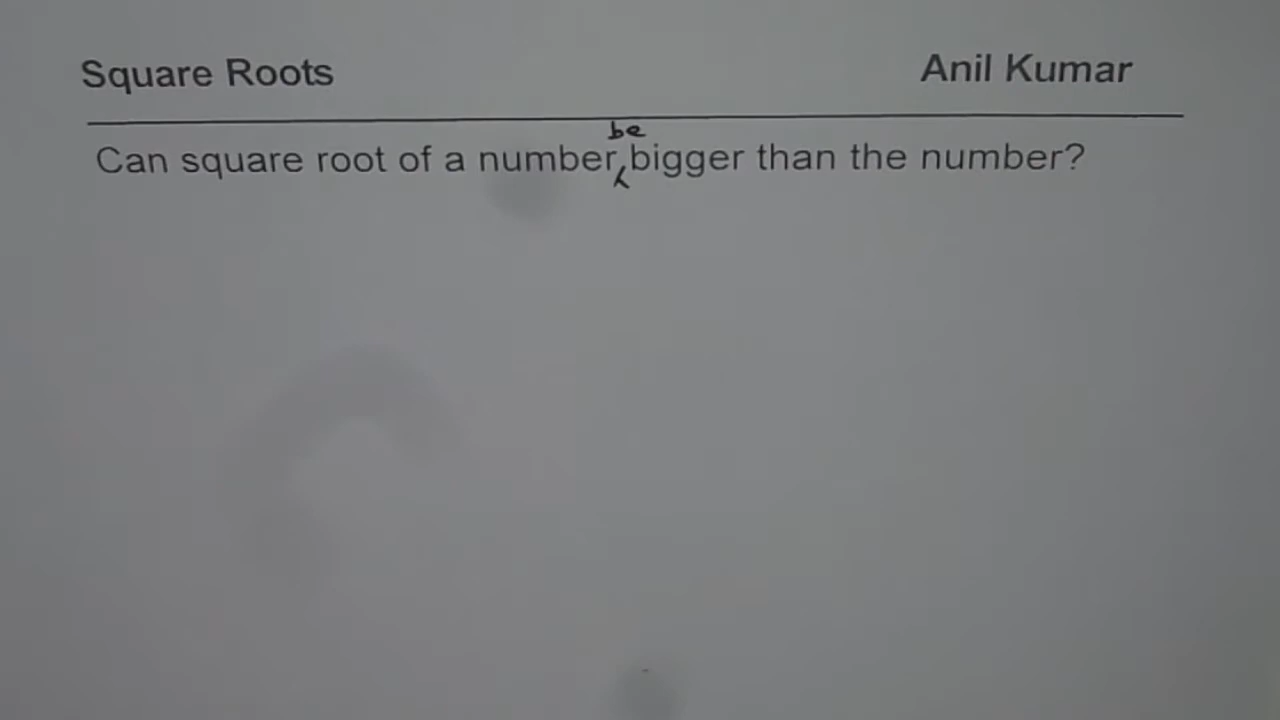 Square Roots Anil Kumar
be
Can square root of a number bigger than the number?